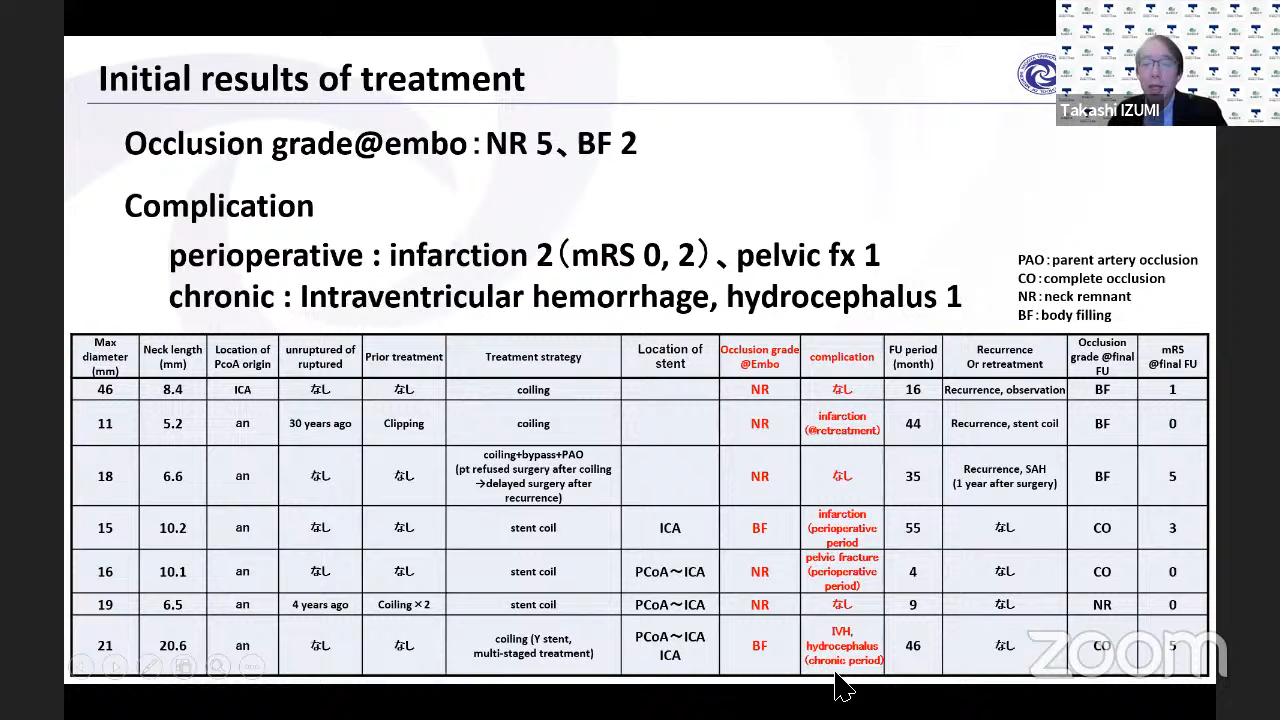 Initial results of treatment
Takashi IZUMI
Occlusion grade@embo：NR 5、BF 2
Complication
perioperative : infarction 2（mRS 0, 2）、pelvic fx 1
chronic : Intraventricular hemorrhage, hydrocephalus 1
PAO：parent artery occlusion
CO：complete occlusion
NR：neck remnant
BF：body filling
Max diameter (mm) Neck length (mm) Location of PcoA origin unruptured of ruptured Prior treatment Treatment strategy Location of stent Occlusion grade @Embo complication FU period (month) Recurrence Or retreatment Occlusion grade @final FU mRS @final FU
46 8.4 ICA なし なし coiling NR なし 16 Recurrence, observation BF 1
11 5.2 an 30 years ago Clipping coiling NR infarction (@retreatment) 44 Recurrence, stent coil BF 0
18 6.6 an なし なし coiling+bypass+PAO (pt refused surgery after coiling →delayed surgery after recurrence) NR なし 35 Recurrence, SAH (1 year after surgery) BF 5
15 10.2 an なし なし stent coil ICA BF infarction (perioperative period 55 なし CO 3
16 10.1 an なし なし stent coil PCoA～ICA NR pelvic fracture (perioperative period) 4 なし CO 0
19 6.5 an 4 years ago Coiling×2 stent coil PCoA～ICA NR なし 9 なし NR 0
21 20.6 an なし なし coiling (Y stent, multi-staged treatment) PCoA～ICA ICA BF IVH, hydrocephalus (chronic period) 46 なし CO 5
zoom